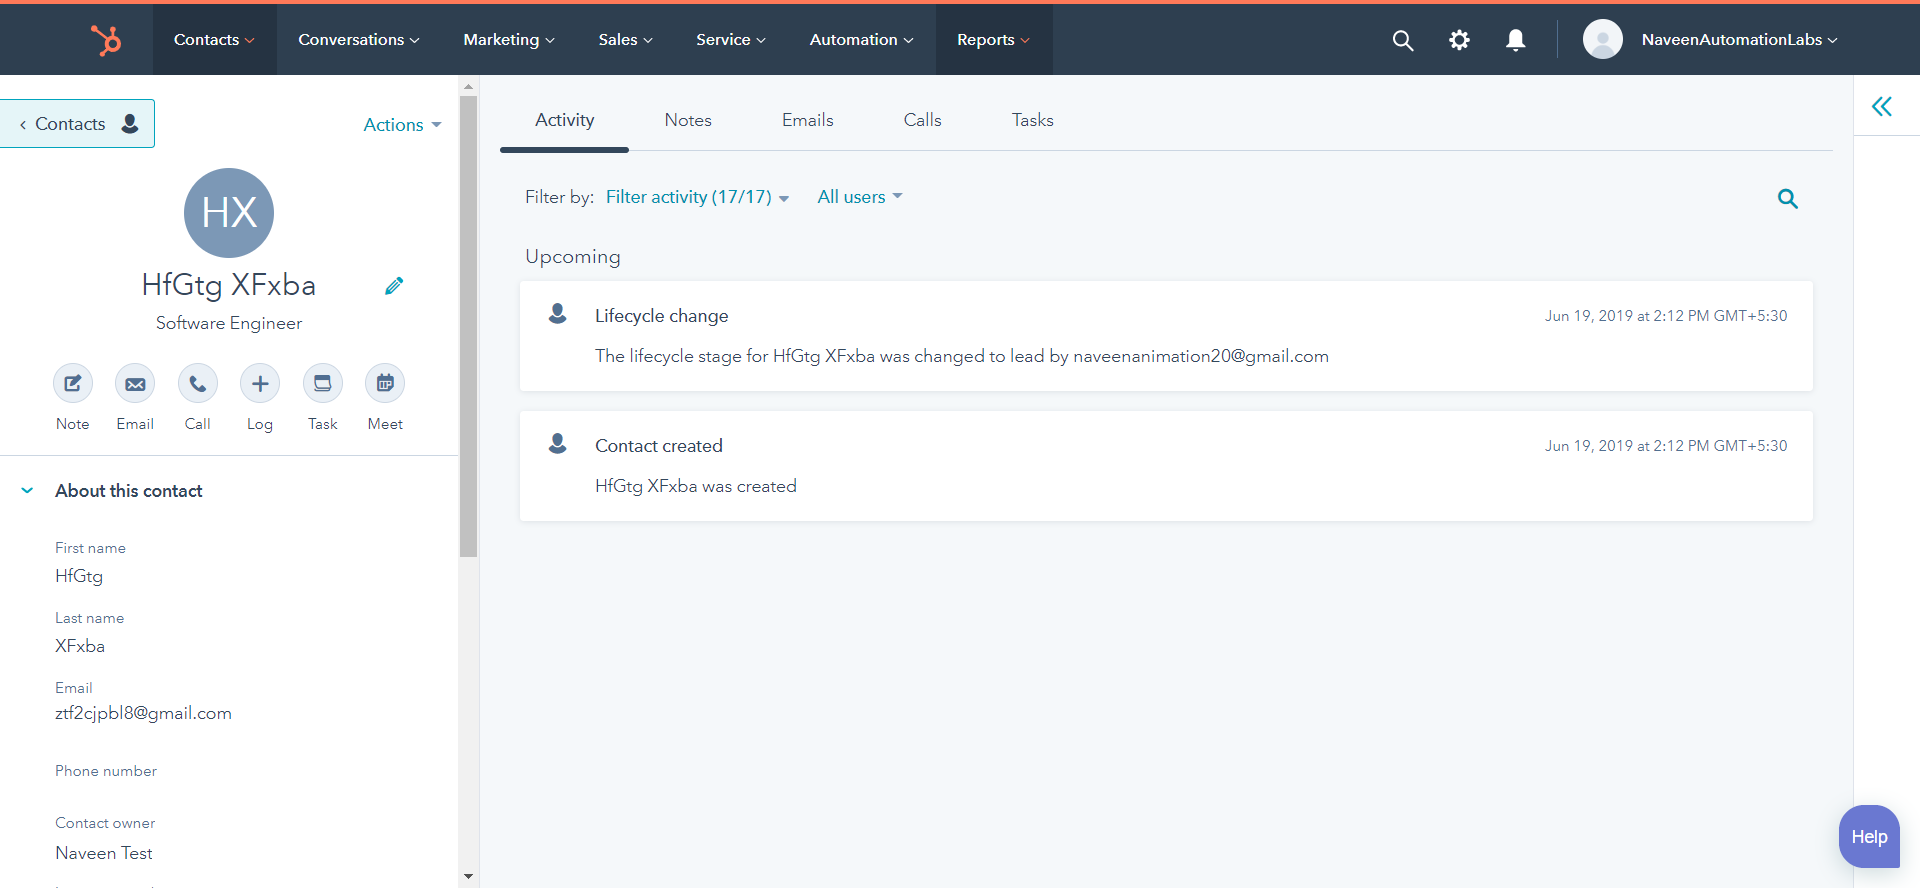 Contacts Conversations Marketing Sales Service Automation Reports NaveenAutomationLabs
Contacts
Actions
HX
HfGtg XFxba
Software Engineer
Note Email Call Log Task Meet
About this contact
First name
HfGtg
Last name
XFxba
Email
ztf2cjpbl8@gmail.com
Phone number
Contact owner
Naveen Test
Activity Notes Emails Calls Tasks
Filter by: Filter activity (17/17) All users
Upcoming
Lifecycle change Jun 19, 2019 at 2:12 PM GMT+5:30
The lifecycle stage for HfGtg XFxba was changed to lead by naveenanimation20@gmail.com
Contact created Jun 19, 2019 at 2:12 PM GMT+5:30
HfGtg XFxba was created
Help